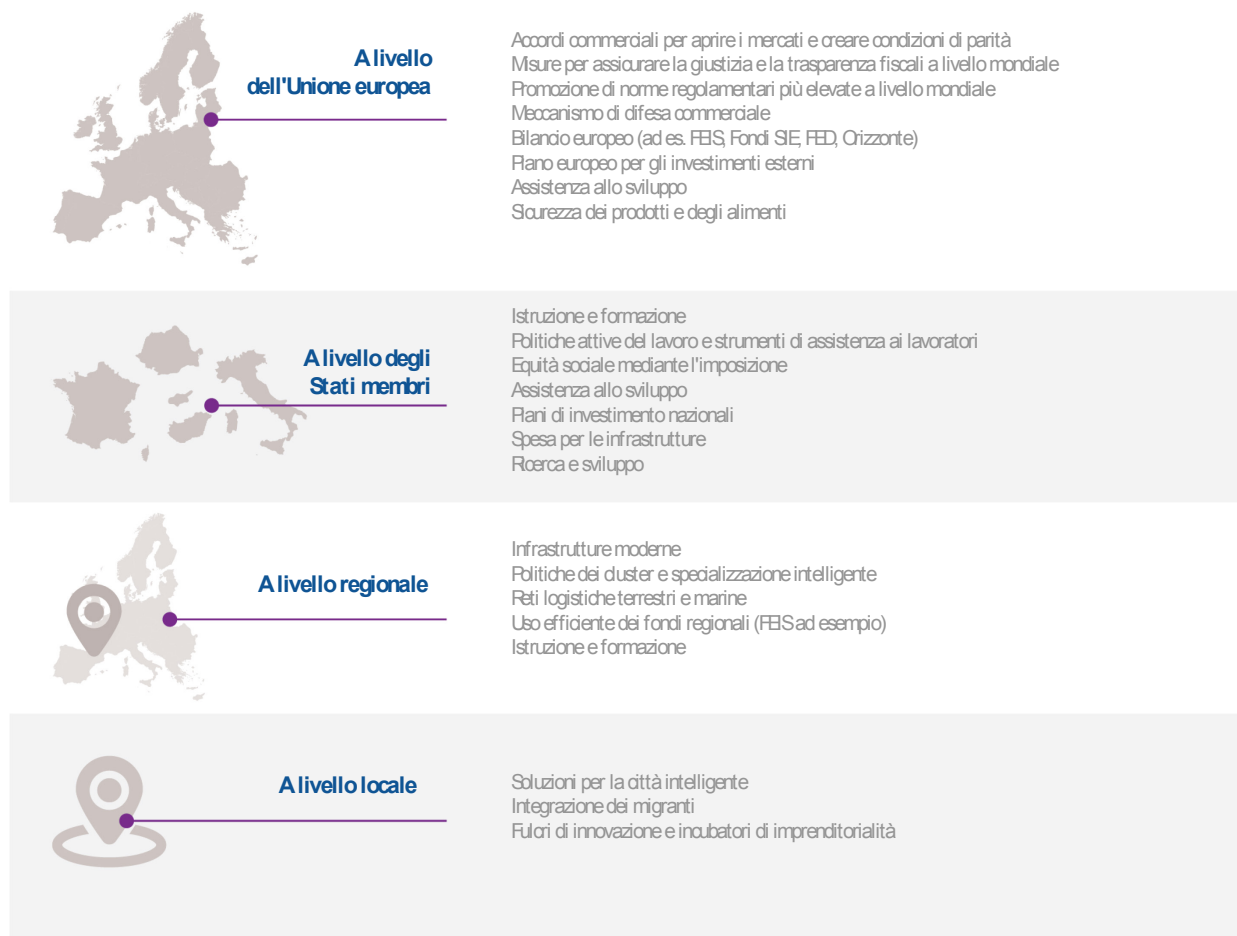 A livello
dell'Unione europea
Accordi commerciali per aprire i mercati e creare condizioni di parità
Misure per assicurare la giustizia e la trasparenza fiscali a livello mondiale
Promozione di norme regolamentari più elevate a livello mondiale
Meccanismo di difesa commerciale
Bilancio europeo (ad es. FEIS, Fondi SIE, FED, Orizzonte)
Piano europeo per gli investimenti esterni
Assistenza allo sviluppo
Sicurezza dei prodotti e degli alimenti
A livello degli
Stati membri
Istruzione e formazione
Politiche attive del lavoro e strumenti di assistenza ai lavoratori
Equità sociale mediante l'imposizione
Assistenza allo sviluppo
Piani di investimento nazionali
Spesa per le infrastrutture
Ricerca e sviluppo
A livello regionale
Infrastrutture moderne
Politiche dei cluster e specializzazione intelligente
Reti logistiche terrestri e marine
Uso efficiente dei fondi regionali (FEIS ad esempio)
Istruzione e formazione
A livello locale
Soluzioni per la città intelligente
Integrazione dei migranti
Fulcri di innovazione e incubatori di imprenditorialità